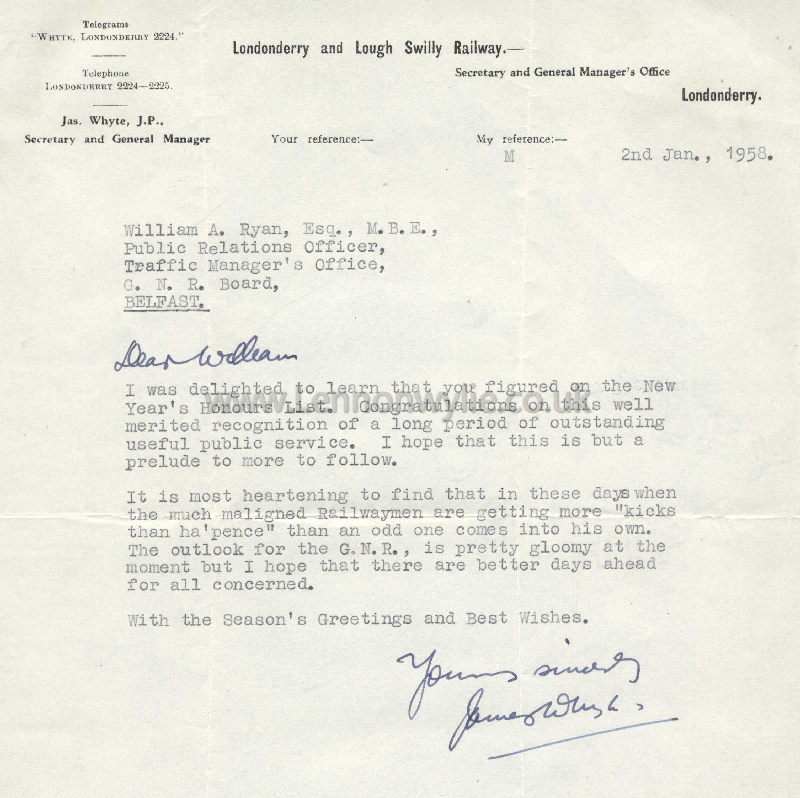 Telegrams
"WHYTE, LONDONDERRY 2224."
Londonderry and Lough Swilly Railway.—
Telephone
LONDONDERRY 2224—2225.
Secretary and General Manager's Office
Londonderry.
Jas. Whyte, J.P.,
Secretary and General Manager
Your reference:—
My reference:—
M
2nd Jan., 1958.
William A. Ryan, Esq., M.B.E.,
Public Relations Officer,
Traffic Manager's Office,
G. N. R. Board,
BELFAST.
Dear William
I was delighted to learn that you figured on the New
www.Lennonwylie.co.uk
Year's Honours List. Congratulations on this well
merited recognition of a long period of outstanding
useful public service. I hope that this is but a
prelude to more to follow.
It is most heartening to find that in these days when
the much maligned Railwaymen are getting more "kicks
than ha'pence" than an odd one comes into his own.
The outlook for the G.N.R., is pretty gloomy at the
moment but I hope that there are better days ahead
for all concerned.
With the Season's Greetings and Best Wishes.
Yours sincerely
James Whyte